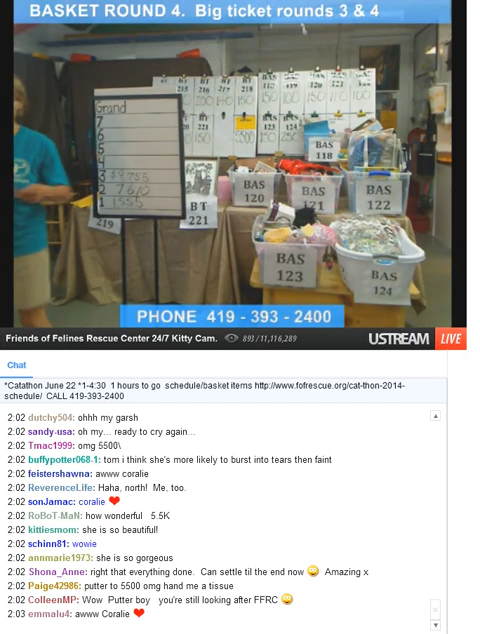 BASKET ROUND 4. Big ticket rounds 3 & 4
BT 216
BT 217
BT 218
Grand
7
6
5
4
3 $9755
2 7610
1 1555
219
BT
221
BAS
118
BAS
120
BAS
121
BAS
122
BAS
123
BAS
124
PHONE 419 - 393 - 2400
Friends of Felines Rescue Center 24/7 Kitty Cam. 893 / 11,116,289 USTREAM LIVE
Chat
*Catathon June 22 *1-4:30 1 hours to go schedule/basket items http://www.fofrescue.org/cat-thon-2014-
schedule/ CALL 419-393-2400
2:02 dutchy504: ohhh my garsh
2:02 sandy-usa: oh my... ready to cry again...
2:02 Tmac1999: omg 5500\
2:02 buffypotter068-1: tom i think she's more likely to burst into tears then faint
2:02 feistershawna: awww coralie
2:02 ReverenceLife: Haha, north! Me, too.
2:02 sonJamac: coralie ❤
2:02 RoBoT-MaN: how wonderful 5.5K
2:02 kittiesmom: she is so beautiful!
2:02 schinn81: wowie
2:02 annmarie1973: she is so gorgeous
2:02 Shona_Anne: right that everything done. Can settle til the end now 😀 Amazing x
2:02 Paige42986: putter to 5500 omg hand me a tissue
2:02 ColleenMP: Wow Putter boy you're still looking after FFRC 😀
2:03 emmalu4: awww Coralie ❤